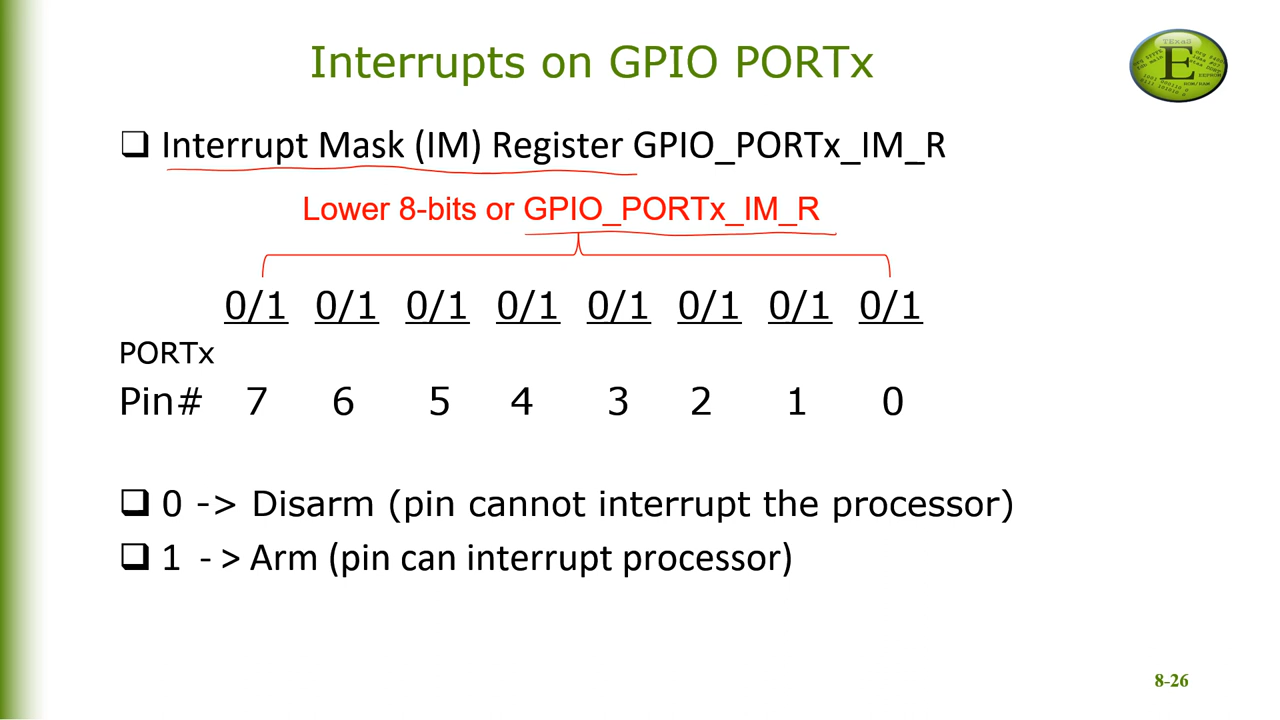 Interrupts on GPIO PORTx
❑ Interrupt Mask (IM) Register GPIO_PORTx_IM_R
Lower 8-bits or GPIO_PORTx_IM_R
0/1 0/1 0/1 0/1 0/1 0/1 0/1 0/1
PORTx
Pin# 7 6 5 4 3 2 1 0
❑ 0 -> Disarm (pin cannot interrupt the processor)
❑ 1 - > Arm (pin can interrupt processor)
8-26
TExaS
E